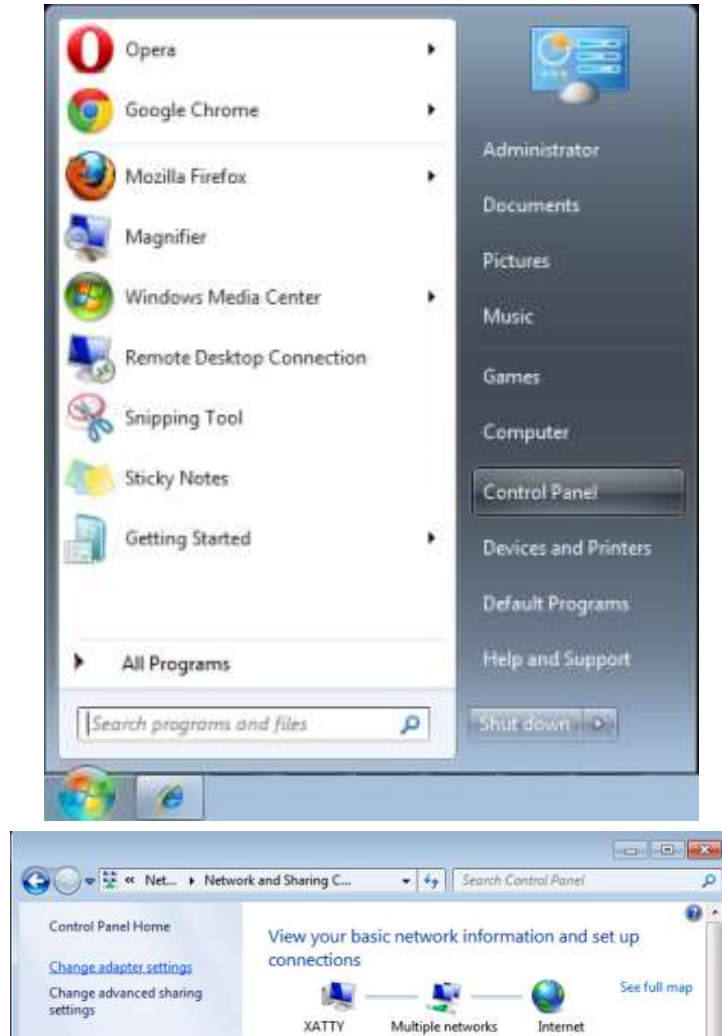 Opera
Google Chrome
Mozilla Firefox
Magnifier
Windows Media Center
Remote Desktop Connection
Snipping Tool
Sticky Notes
Getting Started
All Programs
Search programs and files
Administrator
Documents
Pictures
Music
Games
Computer
Control Panel
Devices and Printers
Default Programs
Help and Support
Shut down
« Net... Network and Sharing C...
Search Control Panel
Control Panel Home
Change adapter settings
Change advanced sharing
settings
View your basic network information and set up
connections
See full map
XATTY Multiple networks Internet